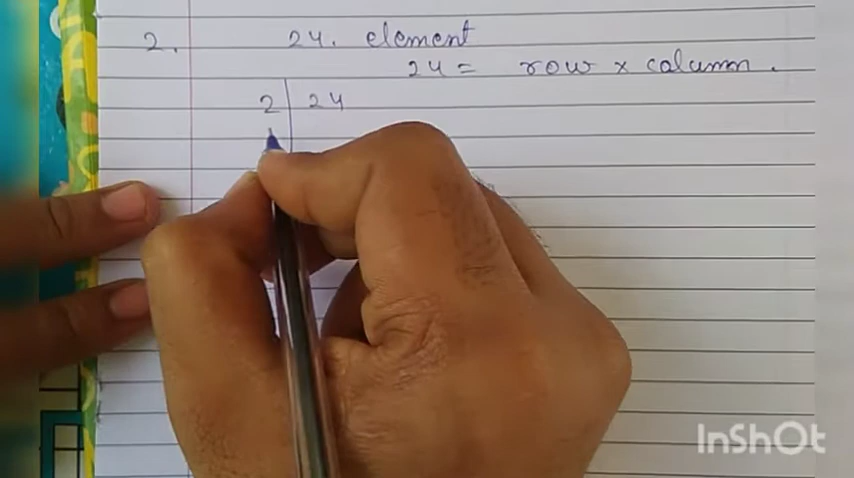 2. 24. element
24 = row × column.
2 | 24
InShOt